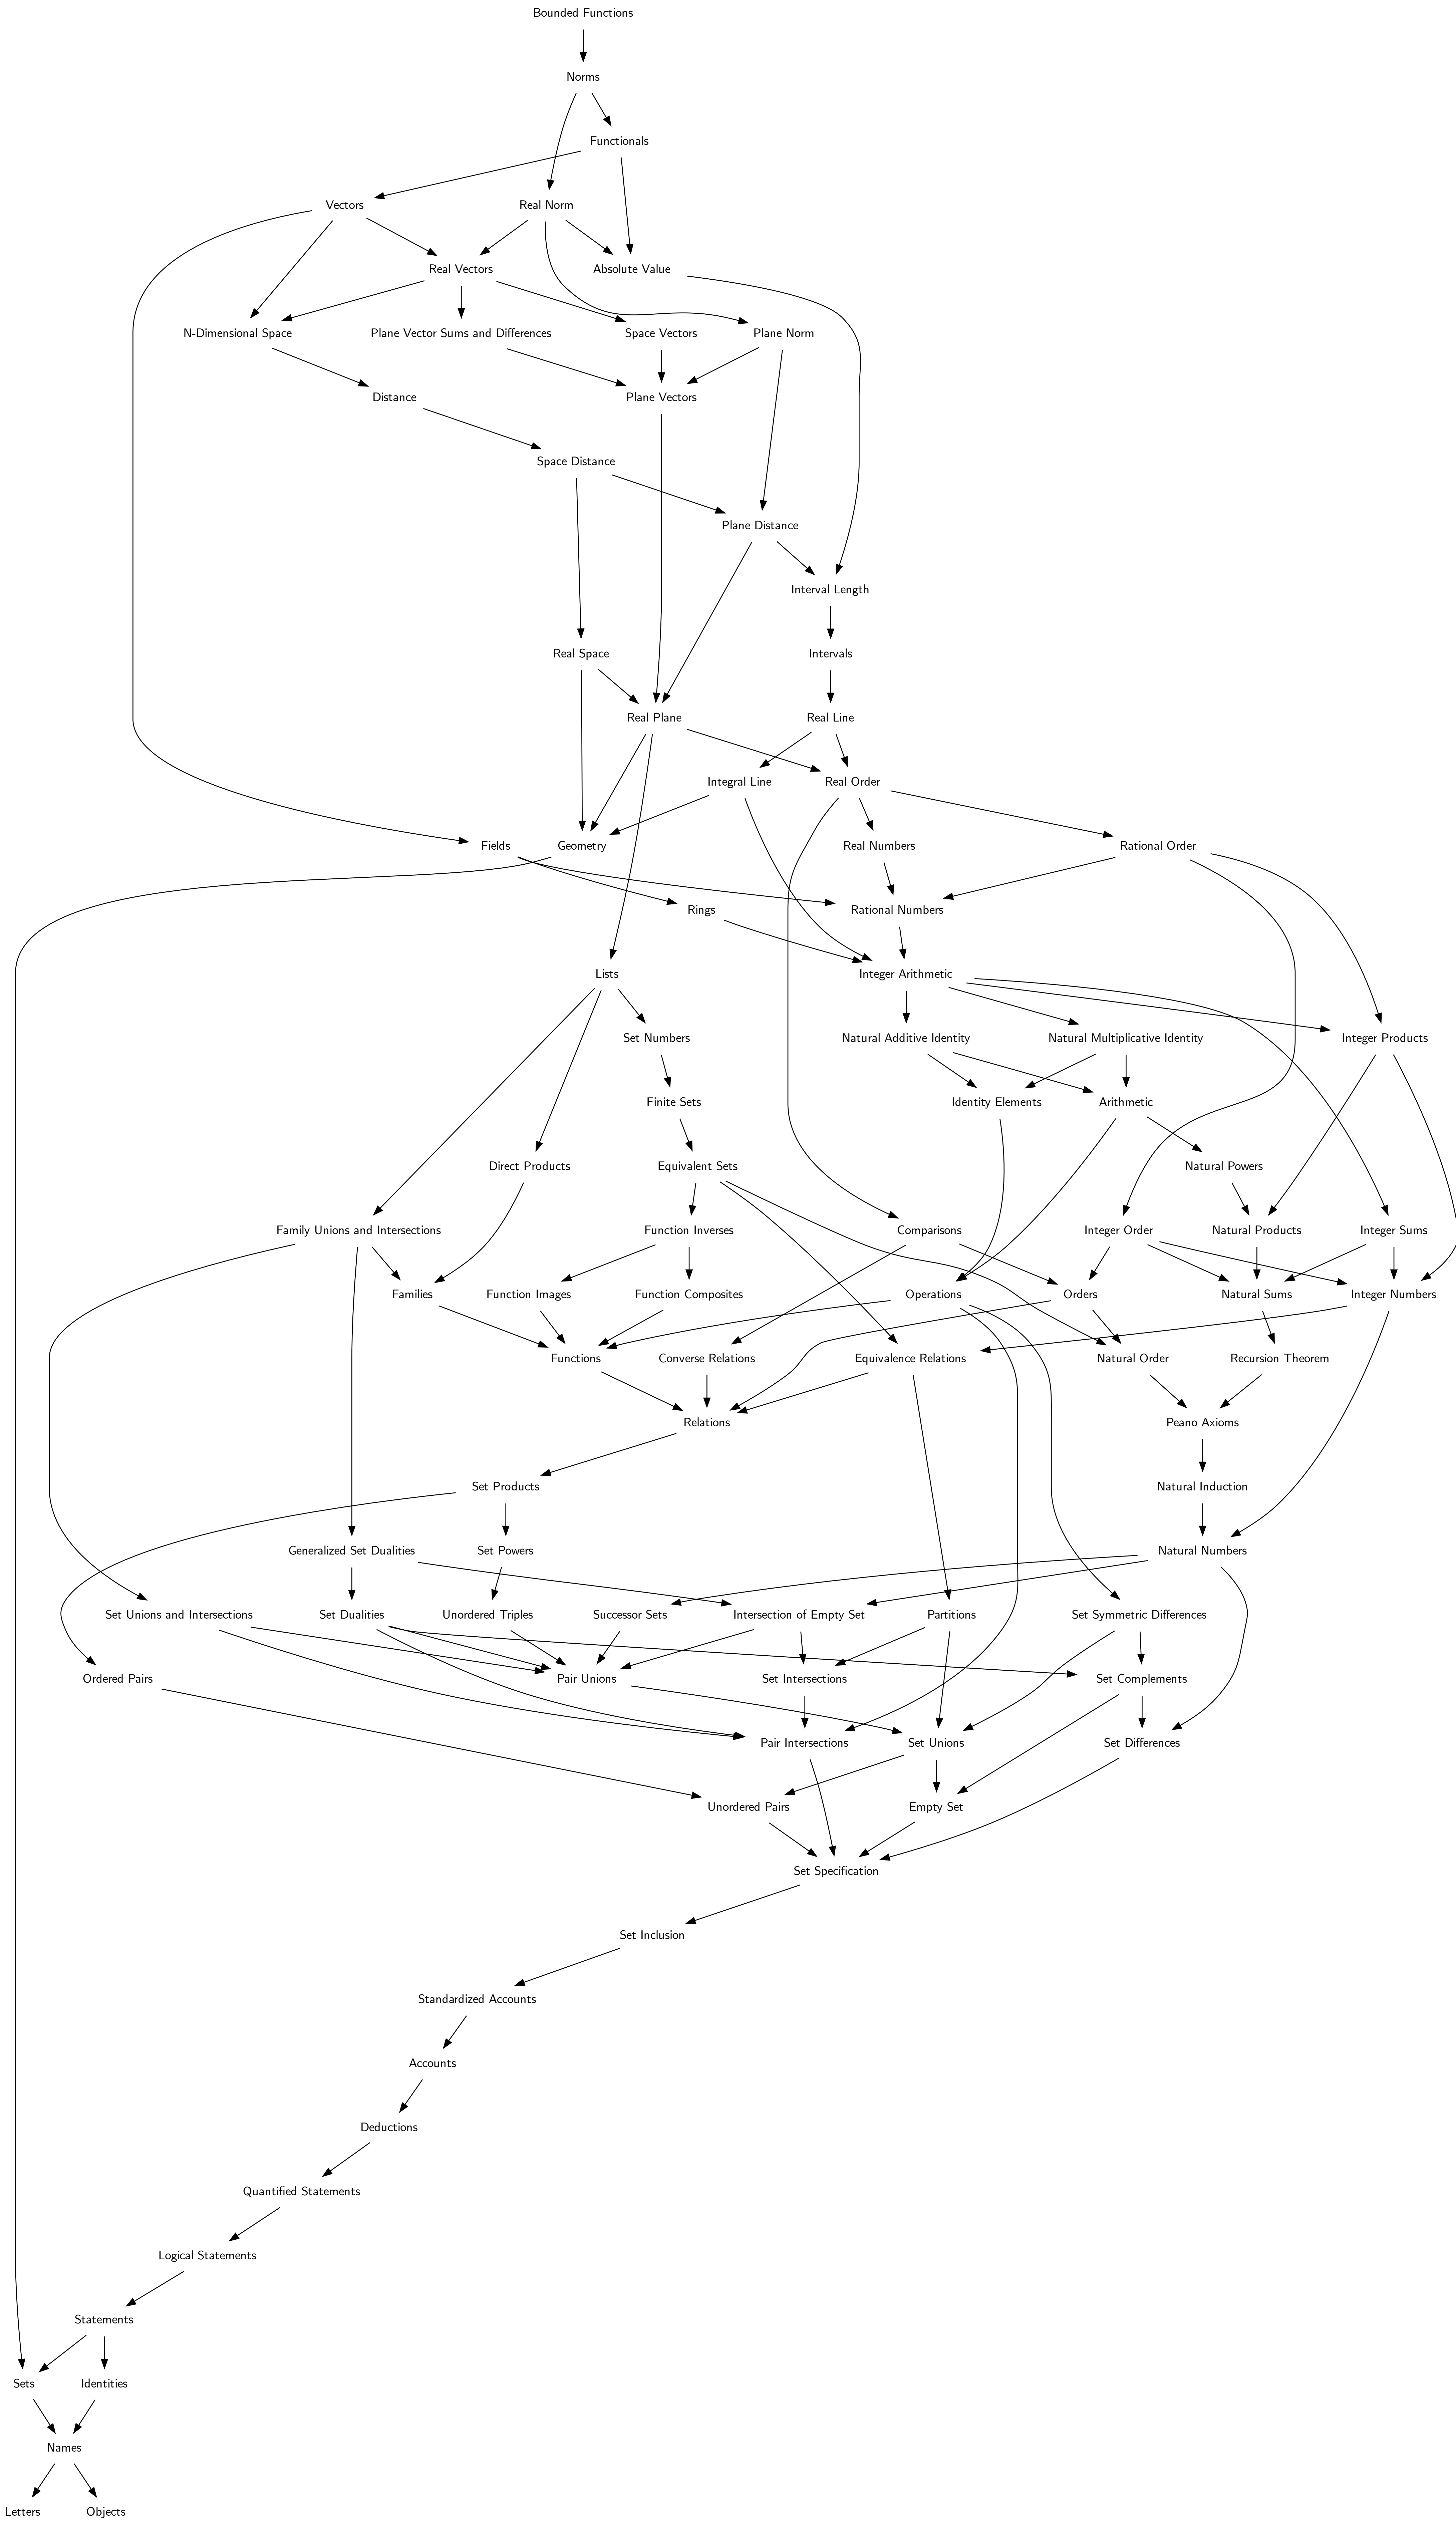 Bounded Functions
Norms
Functionals
Vectors
Real Norm
Real Vectors
Absolute Value
N-Dimensional Space
Plane Vector Sums and Differences
Space Vectors
Plane Norm
Distance
Plane Vectors
Space Distance
Plane Distance
Interval Length
Real Space
Intervals
Real Plane
Real Line
Integral Line
Real Order
Fields
Geometry
Real Numbers
Rational Order
Rings
Rational Numbers
Lists
Integer Arithmetic
Set Numbers
Natural Additive Identity
Natural Multiplicative Identity
Integer Products
Finite Sets
Identity Elements
Arithmetic
Direct Products
Equivalent Sets
Natural Powers
Family Unions and Intersections
Function Inverses
Comparisons
Integer Order
Natural Products
Integer Sums
Families
Function Images
Function Composites
Operations
Orders
Natural Sums
Integer Numbers
Functions
Converse Relations
Equivalence Relations
Natural Order
Recursion Theorem
Relations
Peano Axioms
Set Products
Natural Induction
Generalized Set Dualities
Set Powers
Natural Numbers
Set Unions and Intersections
Set Dualities
Unordered Triples
Successor Sets
Intersection of Empty Set
Partitions
Set Symmetric Differences
Ordered Pairs
Pair Unions
Set Intersections
Set Complements
Pair Intersections
Set Unions
Set Differences
Unordered Pairs
Empty Set
Set Specification
Set Inclusion
Standardized Accounts
Accounts
Deductions
Quantified Statements
Logical Statements
Statements
Sets
Identities
Names
Letters
Objects